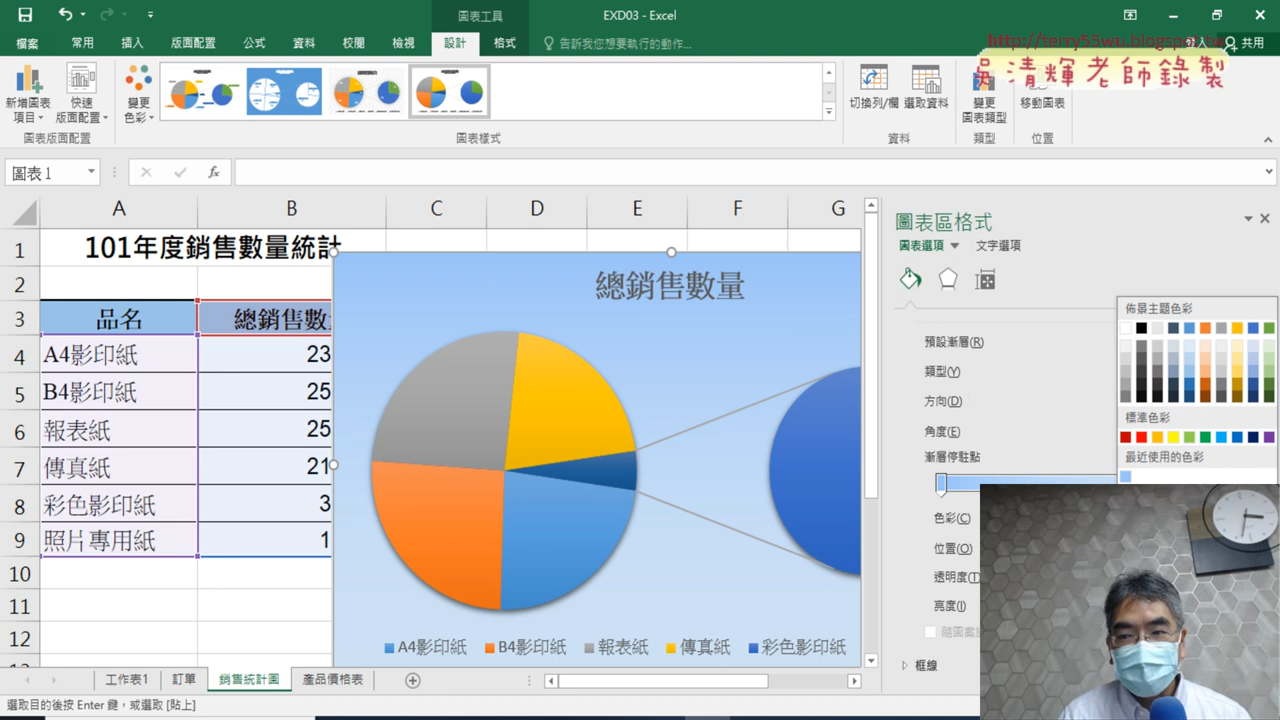 圖表工具
EXD03 - Excel
檔案 常用 插入 版面配置 公式 資料 校閱 檢視 設計 格式 告訴我您想要執行的動作... 共用
http://terry55wu.blogspot.tw
吳清輝老師錄製
新增圖表項目 快速版面配置 變更色彩 切換列/欄 選取資料 變更圖表類型 移動圖表
圖表版面配置 圖表樣式 資料 類型 位置
圖表 1 fx
A B C D E F G
1 101年度銷售數量統計
2
3 品名 總銷售數
4 A4影印紙 23
5 B4影印紙 25
6 報表紙 25
7 傳真紙 21
8 彩色影印紙 3
9 照片專用紙 1
10
11
12
總銷售數量
A4影印紙 B4影印紙 報表紙 傳真紙 彩色影印紙
圖表區格式
圖表選項 文字選項
預設漸層(R)
類型(Y)
方向(D)
角度(E)
漸層停駐點
色彩(C)
位置(O)
透明度(T)
亮度(I)
框線
佈景主題色彩
標準色彩
最近使用的色彩
工作表1 訂單 銷售統計圖 產品價格表
選取目的後按 Enter 鍵，或選取 [貼上]